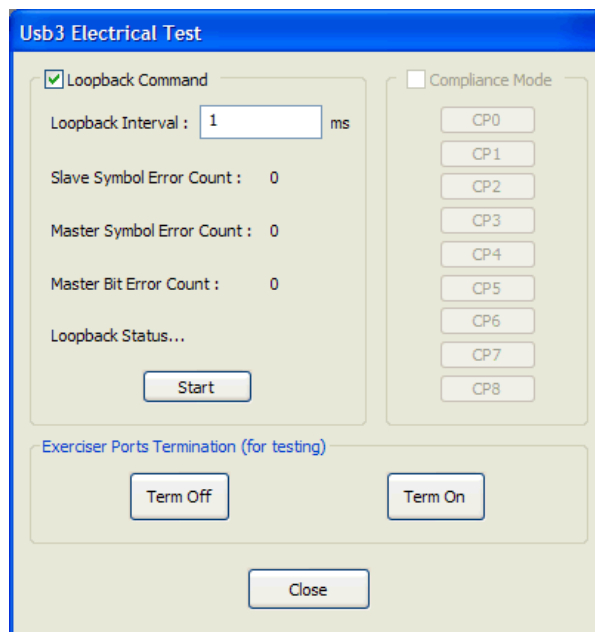 Usb3 Electrical Test
Loopback Command
Loopback Interval : 1 ms
Slave Symbol Error Count : 0
Master Symbol Error Count : 0
Master Bit Error Count : 0
Loopback Status...
Start
Compliance Mode
CP0
CP1
CP2
CP3
CP4
CP5
CP6
CP7
CP8
Exerciser Ports Termination (for testing)
Term Off
Term On
Close